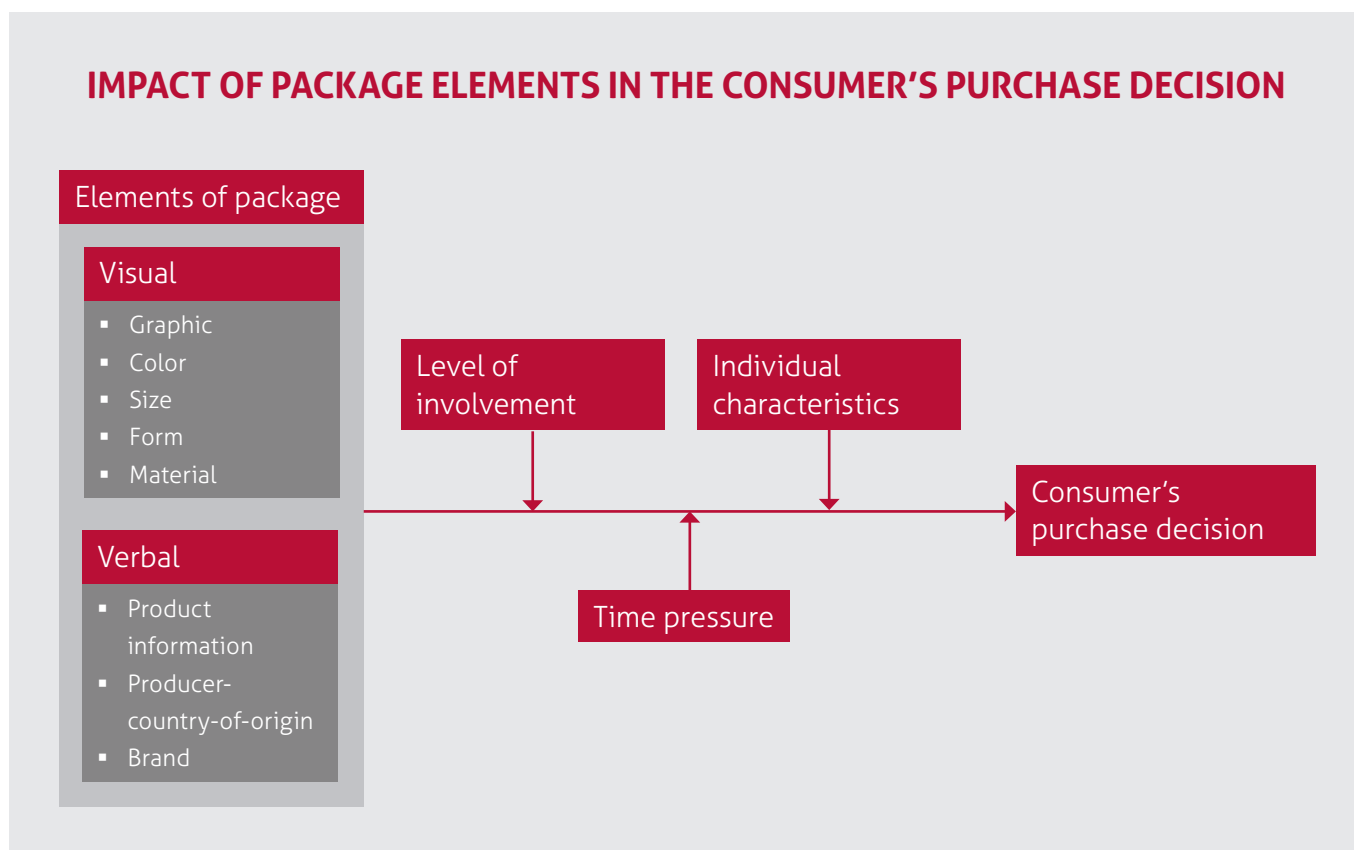 IMPACT OF PACKAGE ELEMENTS IN THE CONSUMER’S PURCHASE DECISION
Elements of package
Visual
▪ Graphic
▪ Color
▪ Size
▪ Form
▪ Material
Verbal
▪ Product
information
▪ Producer-
country-of-origin
▪ Brand
Level of
involvement
Individual
characteristics
Time pressure
Consumer’s
purchase decision